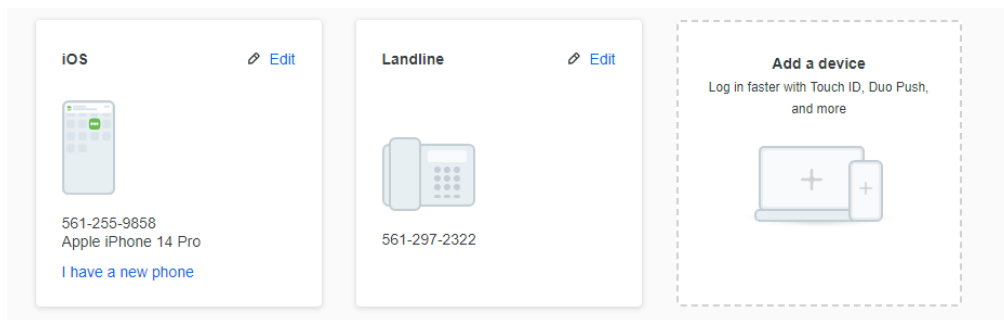 iOS
Edit
561-255-9858
Apple iPhone 14 Pro
I have a new phone
Landline
Edit
561-297-2322
Add a device
Log in faster with Touch ID, Duo Push,
and more